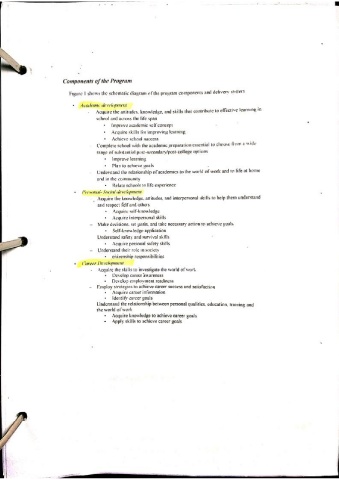 Components of the Program
Figure 1 shows the schematic diagram of the program components and delivery
• Academic development
- Acquire the attitudes, knowledge, and skills that contribute to effective learning in
school and across the life span
• Improve academic self concept
• Acquire skills for improving learning
• Achieve school success
Complete school with the academic preparation essential to choose from a wide
range of substantial post-secondary/post college options
• Improve learning
• Plan to achieve goals
Understand the relationship of academics to the world of work and to life at home
and in the community
• Relate school to life experience
• Personal-Social development
Acquire the knowledge, attitudes, and interpersonal skills to help them understand
and respect self and others
• Acquire self-knowledge
• Acquire interpersonal skills
- Make decisions, set goals, and take necessary action to achieve goals
• Self-knowledge application
Understand safety and survival skills
• Acquire personal safety skills
- Understand their role in society
• citizenship responsibilities
• Career Development
- Acquire the skills to investigate the world of work
• Develop career awareness
• Develop employment readiness
- Employ strategies to achieve career success and satisfaction
• Acquire career information
• Identify career goals
Understand the relationship between personal qualities, education, training and
the world of work
• Acquire knowledge to achieve career goals
• Apply skills to achieve career goals